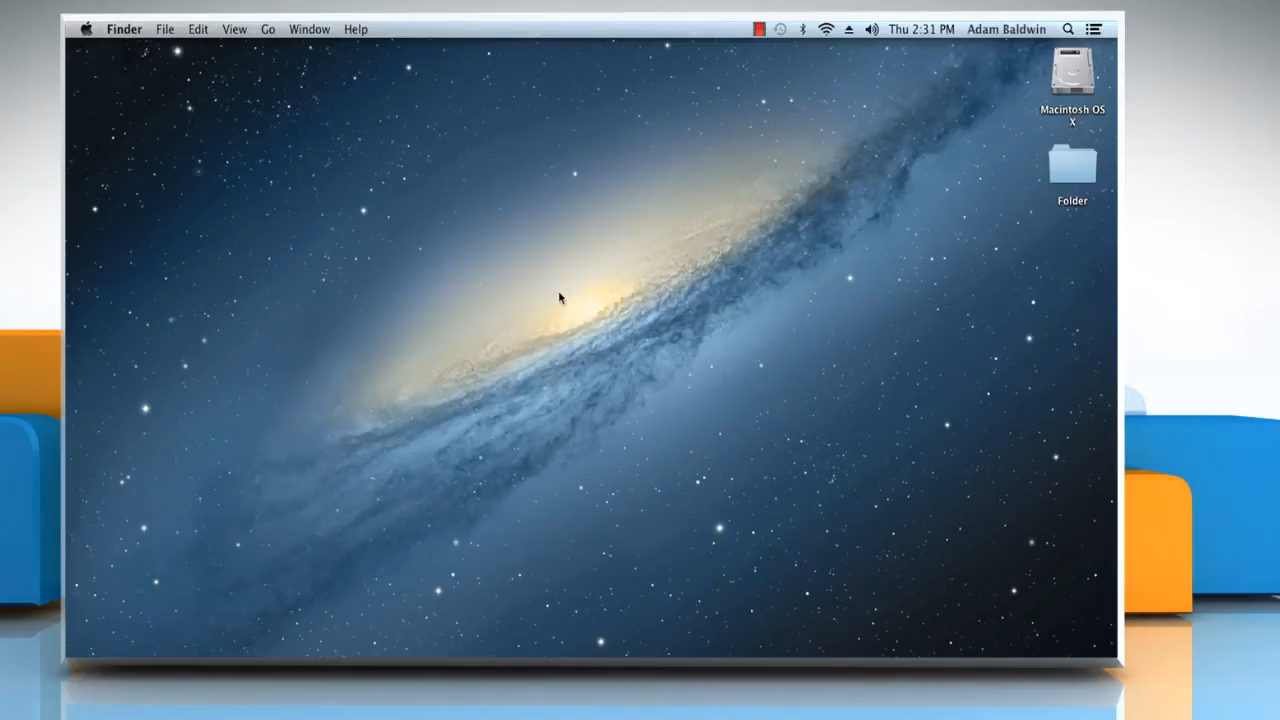 Finder File Edit View Go Window Help Thu 2:31 PM Adam Baldwin
Macintosh OS
X
Folder